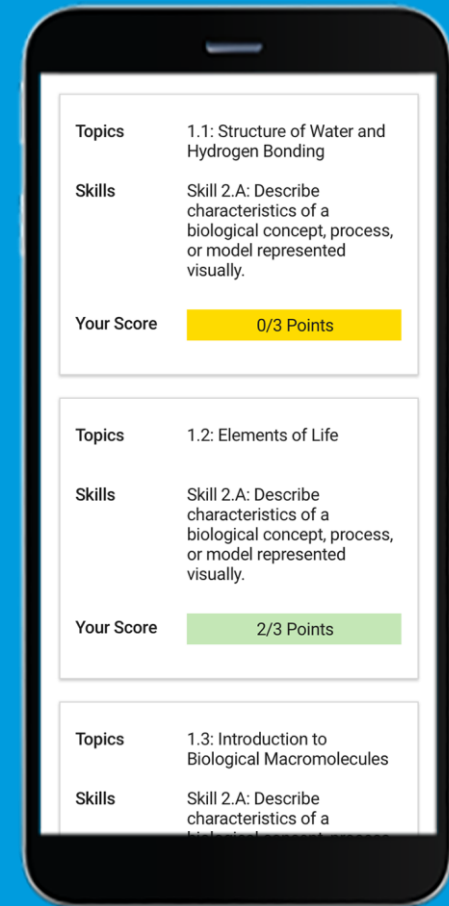 Topics 1.1: Structure of Water and
Hydrogen Bonding
Skills Skill 2.A: Describe
characteristics of a
biological concept, process,
or model represented
visually.
Your Score 0/3 Points
Topics 1.2: Elements of Life
Skills Skill 2.A: Describe
characteristics of a
biological concept, process,
or model represented
visually.
Your Score 2/3 Points
Topics 1.3: Introduction to
Biological Macromolecules
Skills Skill 2.A: Describe
characteristics of a